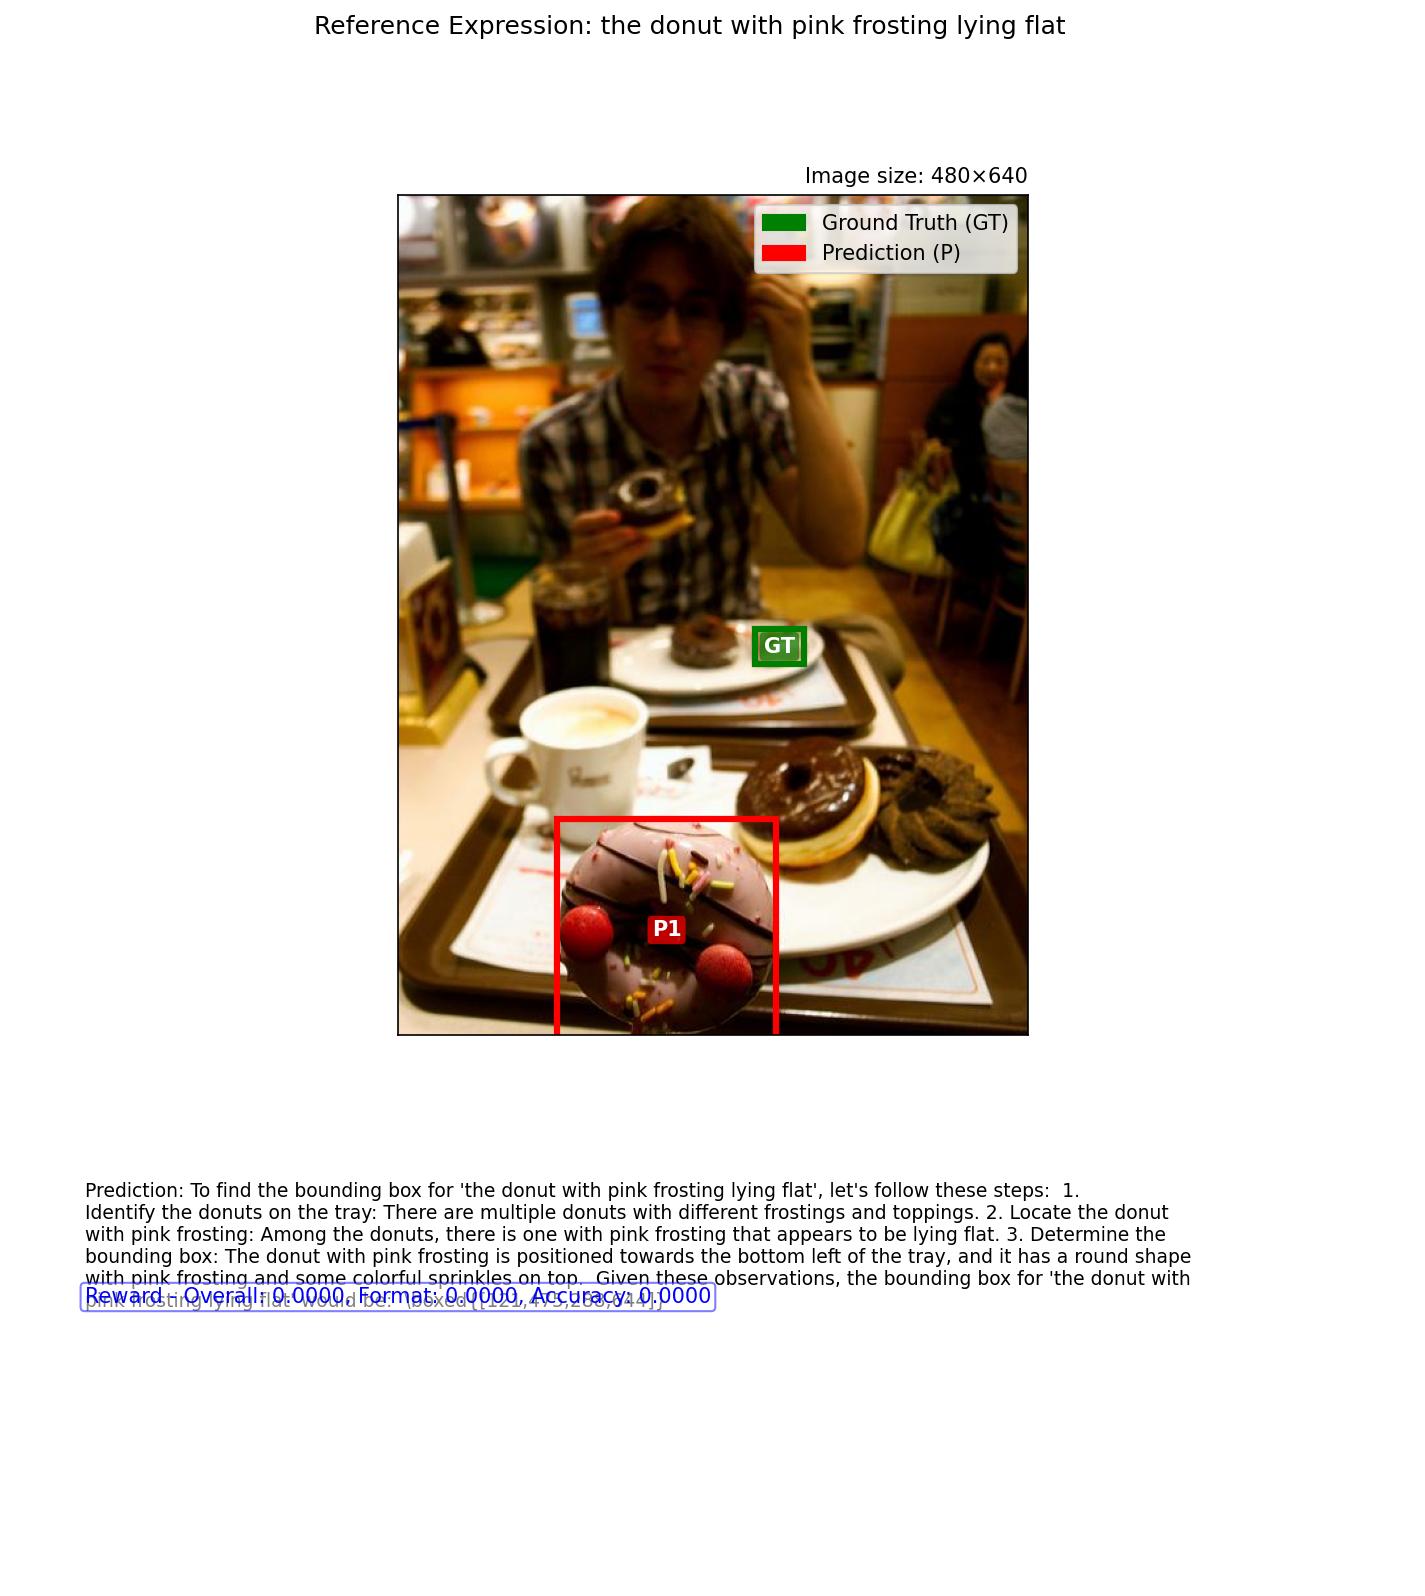 Reference Expression: the donut with pink frosting lying flat
Image size: 480×640
Ground Truth (GT)
Prediction (P)
GT
P1
Prediction: To find the bounding box for 'the donut with pink frosting lying flat', let's follow these steps:  1.
Identify the donuts on the tray: There are multiple donuts with different frostings and toppings. 2. Locate the donut
with pink frosting: Among the donuts, there is one with pink frosting that appears to be lying flat. 3. Determine the
bounding box: The donut with pink frosting is positioned towards the bottom left of the tray, and it has a round shape
with pink frosting and some colorful sprinkles on top.  Given these observations, the bounding box for 'the donut with
pink frosting lying flat' would be:
Reward - Overall: 0.0000, Format: 0.0000, Accuracy: 0.0000